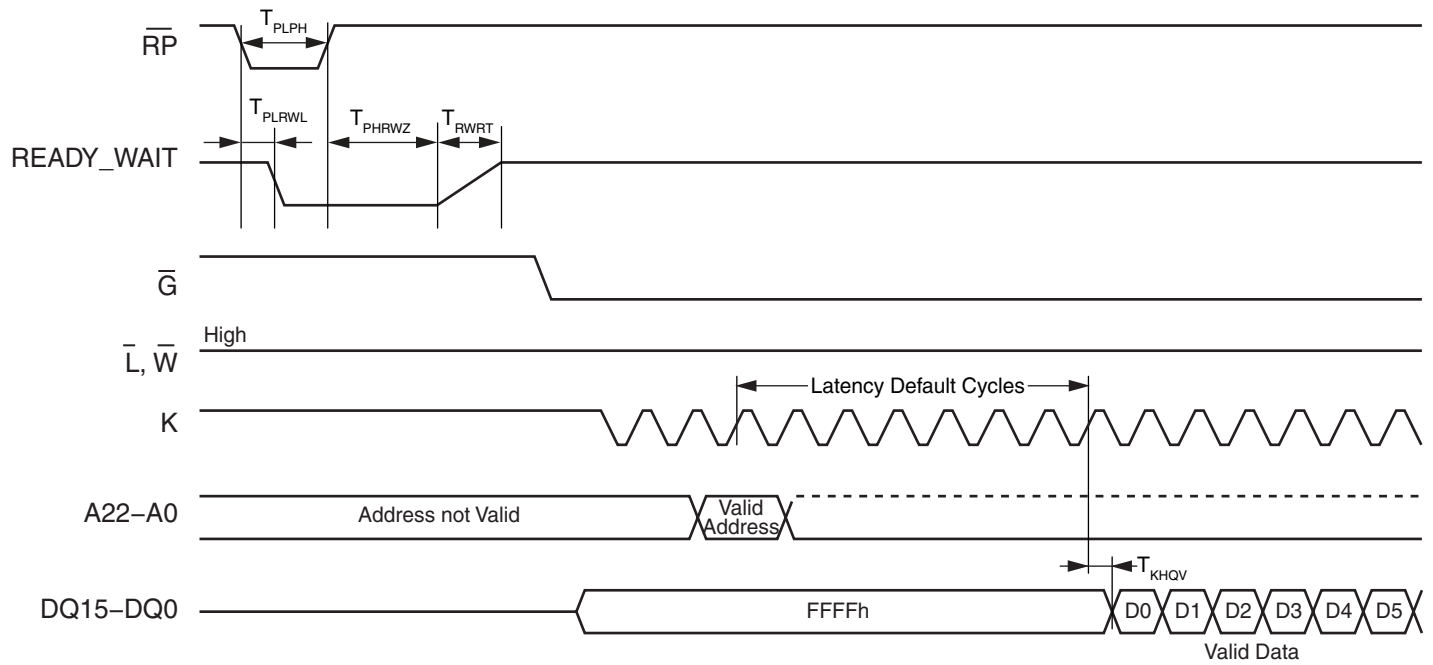 R̅P̅
T_PLPH
READY_WAIT
T_PLRWL
T_PHRWZ
T_RWRT
G̅
L̅, W̅
High
K
Latency Default Cycles
A22–A0
Address not Valid
Valid
Address
T_KHQV
DQ15–DQ0
FFFFh
D0 D1 D2 D3 D4 D5
Valid Data